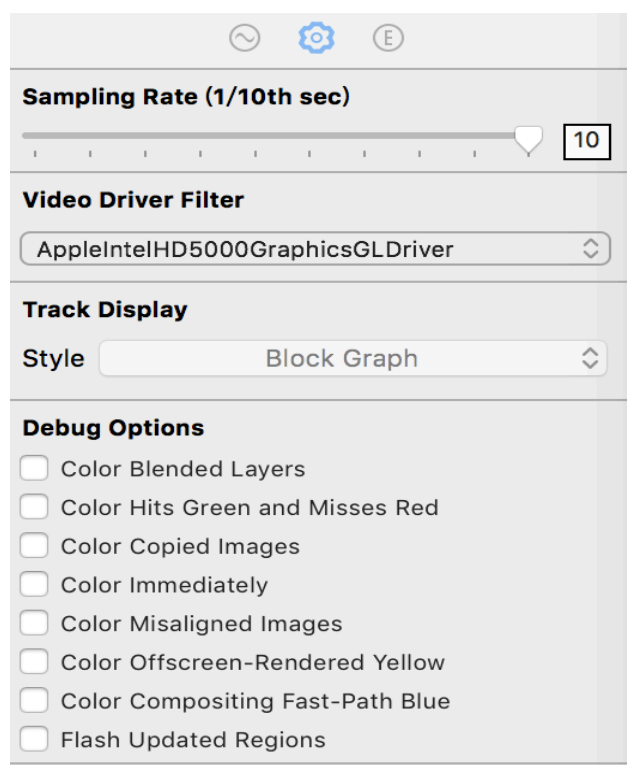 E
Sampling Rate (1/10th sec)
10
Video Driver Filter
AppleIntelHD5000GraphicsGLDriver
Track Display
Style Block Graph
Debug Options
Color Blended Layers
Color Hits Green and Misses Red
Color Copied Images
Color Immediately
Color Misaligned Images
Color Offscreen-Rendered Yellow
Color Compositing Fast-Path Blue
Flash Updated Regions